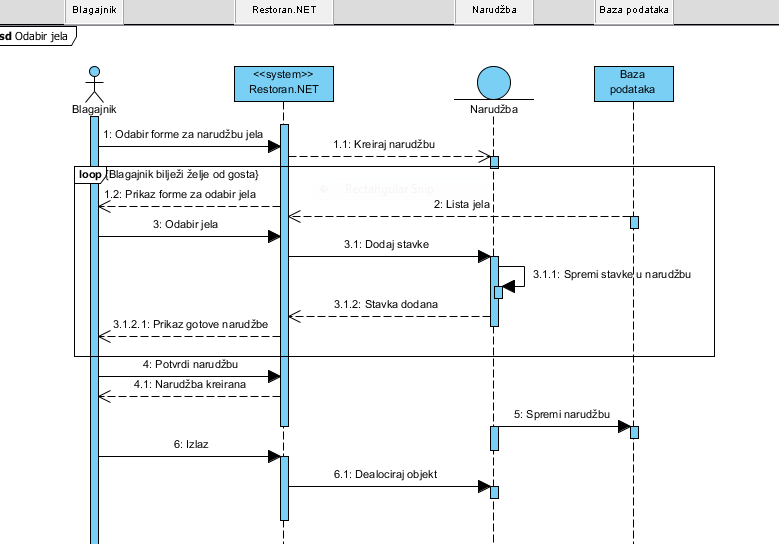 Blagajnik Restoran.NET Narudžba Baza podataka
sd Odabir jela
<<system>>
Restoran.NET
Baza
podataka
Blagajnik
Narudžba
1: Odabir forme za narudžbu jela
1.1: Kreiraj narudžbu
loop {Blagajnik bilježi želje od gosta}
Rectangular Snip
1.2: Prikaz forme za odabir jela
2: Lista jela
3: Odabir jela
3.1: Dodaj stavke
3.1.1: Spremi stavke u narudžbu
3.1.2: Stavka dodana
3.1.2.1: Prikaz gotove narudžbe
4: Potvrdi narudžbu
4.1: Narudžba kreirana
5: Spremi narudžbu
6: Izlaz
6.1: Dealociraj objekt